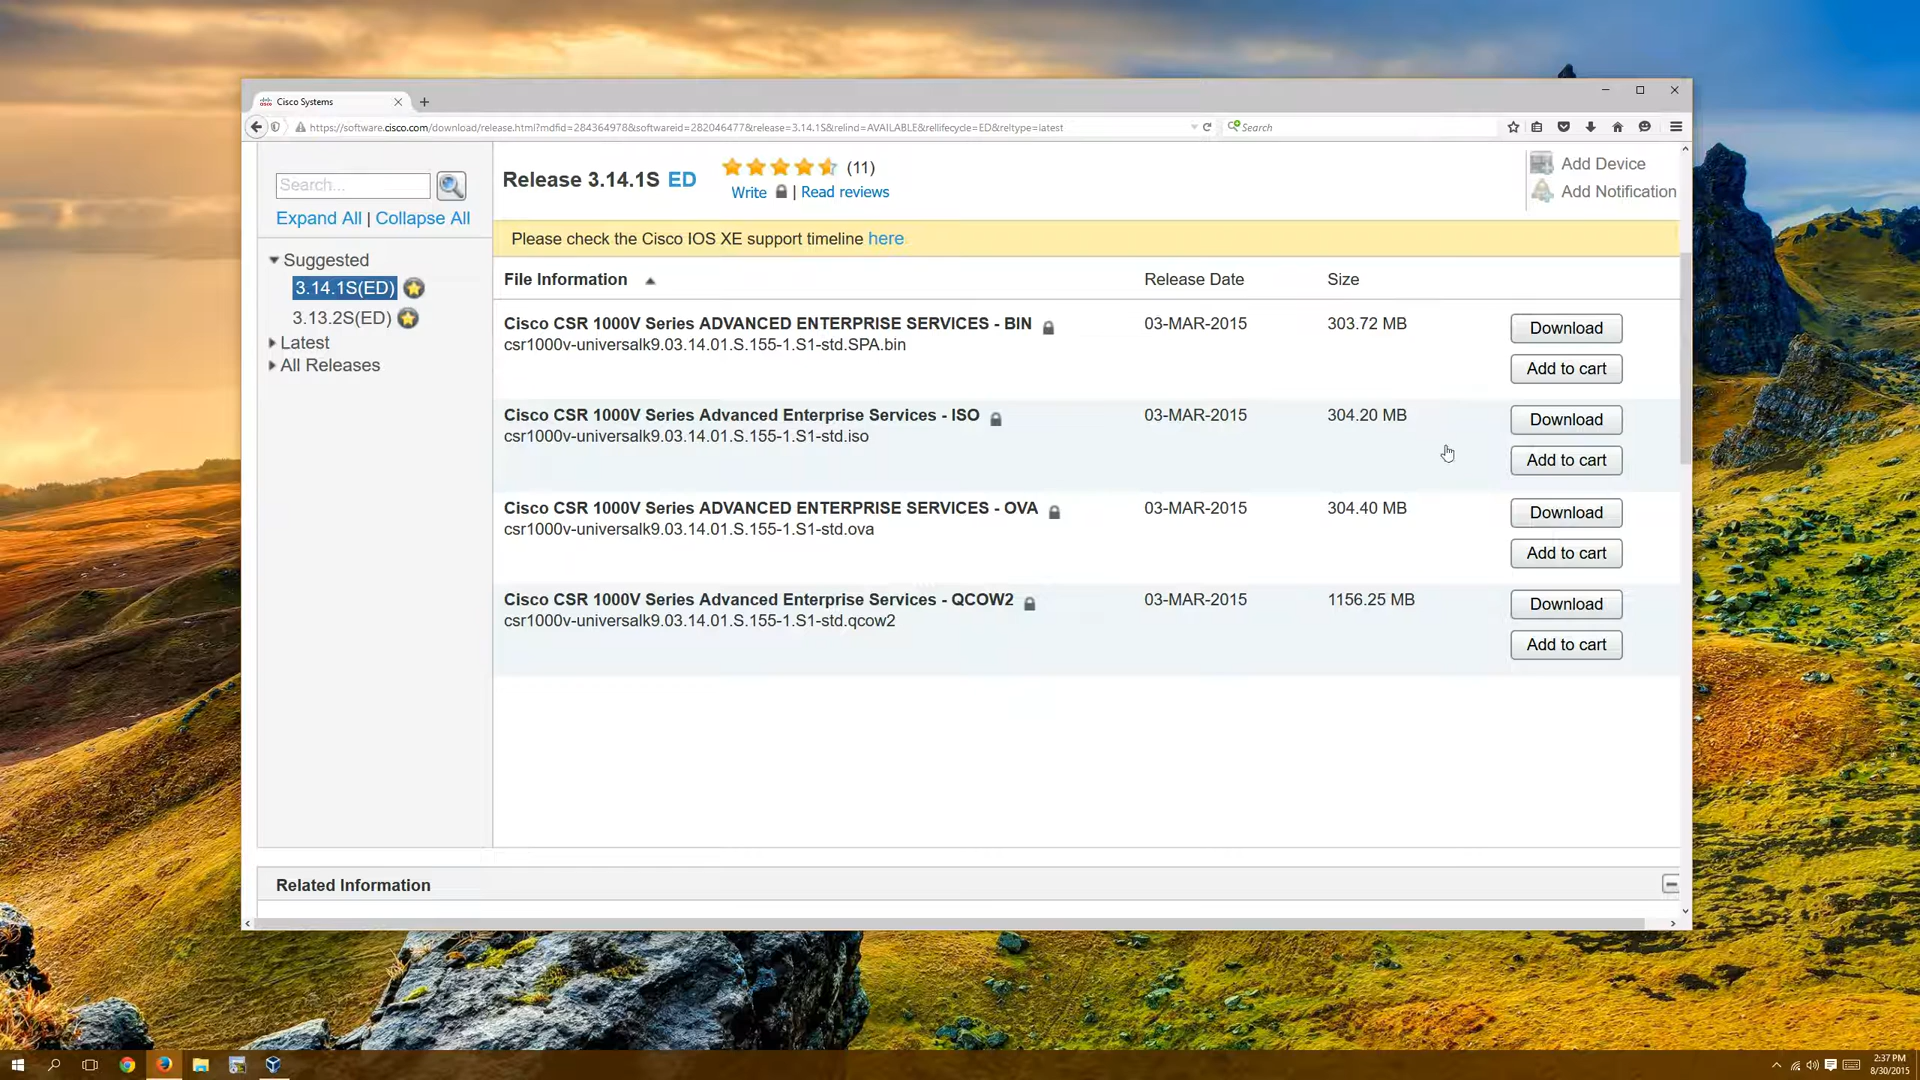 Cisco Systems
https://software.cisco.com/download/release.html?mdfid=284364978&softwareid=282046477&release=3.14.1S&relind=AVAILABLE&rellifecycle=ED&reltype=latest
Search
Search...
Expand All | Collapse All
Suggested
3.14.1S(ED)
3.13.2S(ED)
Latest
All Releases
Release 3.14.1S ED
(11)
Write | Read reviews
Add Device
Add Notification
Please check the Cisco IOS XE support timeline here
File Information Release Date Size
Cisco CSR 1000V Series ADVANCED ENTERPRISE SERVICES - BIN 03-MAR-2015 303.72 MB Download
csr1000v-universalk9.03.14.01.S.155-1.S1-std.SPA.bin
Add to cart
Cisco CSR 1000V Series Advanced Enterprise Services - ISO 03-MAR-2015 304.20 MB Download
csr1000v-universalk9.03.14.01.S.155-1.S1-std.iso
Add to cart
Cisco CSR 1000V Series ADVANCED ENTERPRISE SERVICES - OVA 03-MAR-2015 304.40 MB Download
csr1000v-universalk9.03.14.01.S.155-1.S1-std.ova
Add to cart
Cisco CSR 1000V Series Advanced Enterprise Services - QCOW2 03-MAR-2015 1156.25 MB Download
csr1000v-universalk9.03.14.01.S.155-1.S1-std.qcow2
Add to cart
Related Information
2:37 PM
8/30/2015